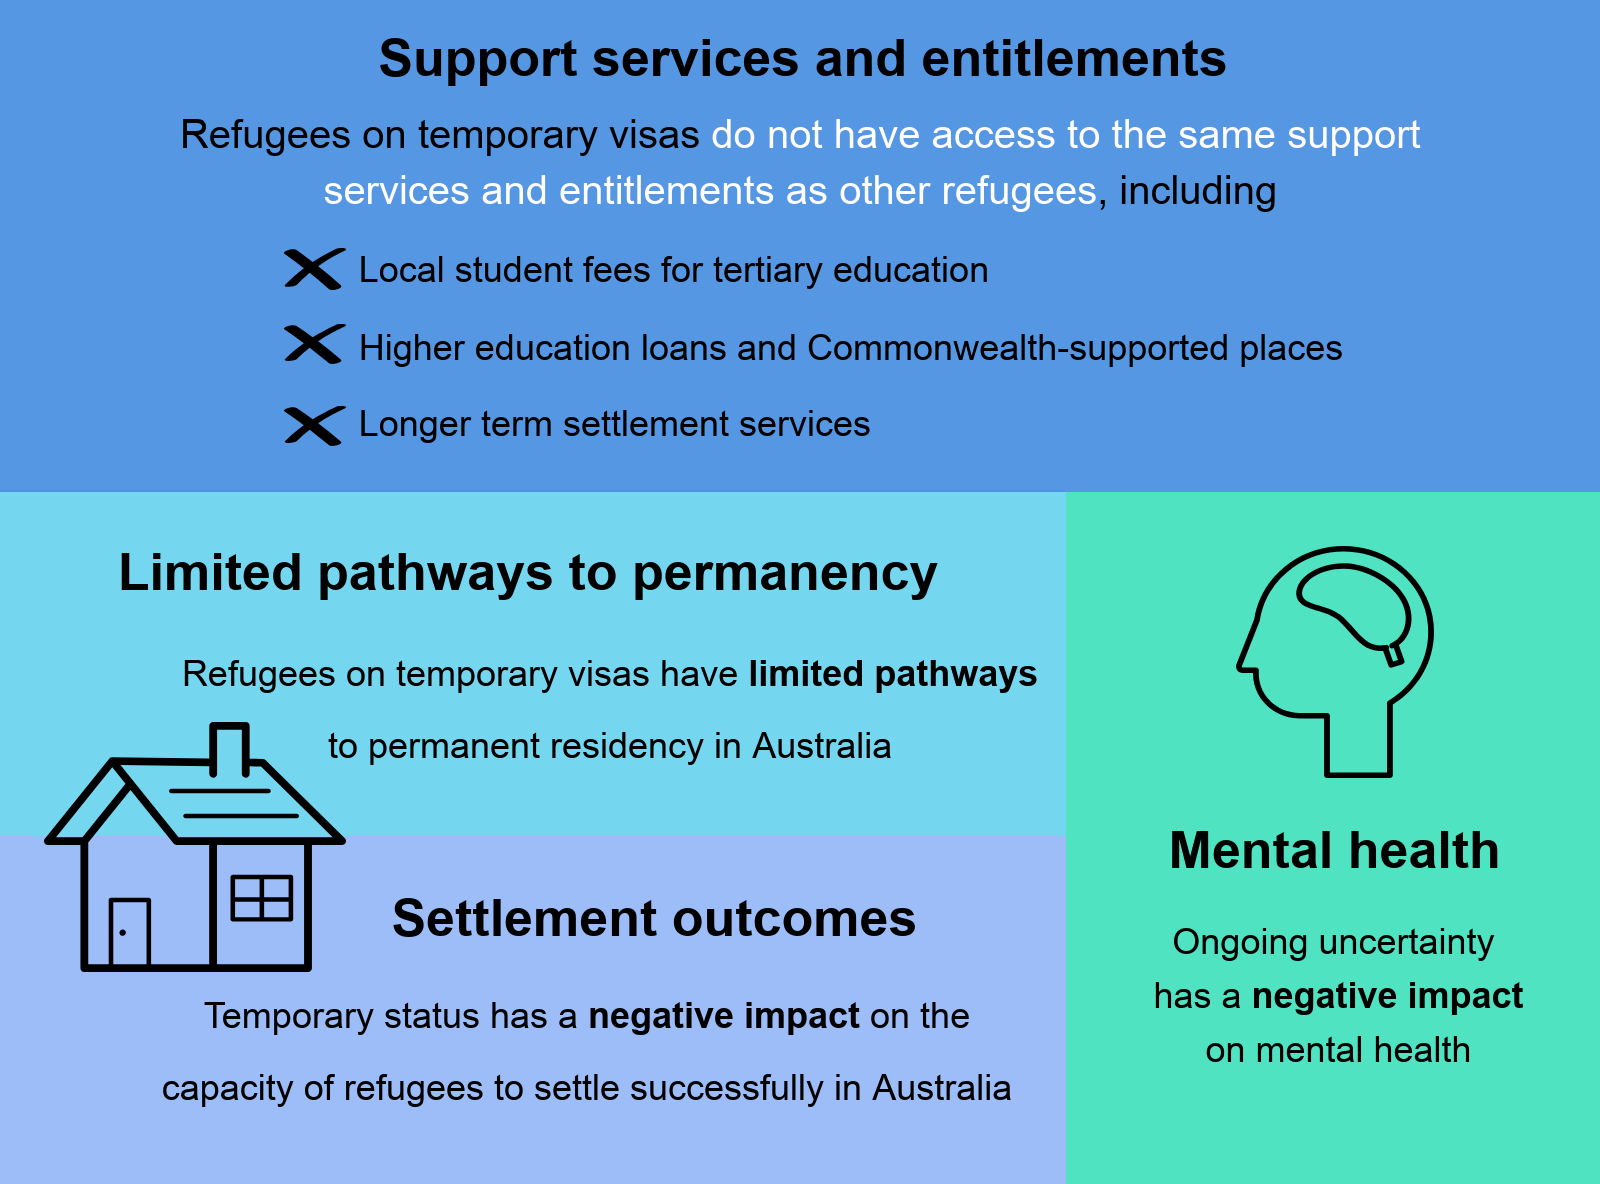 Support services and entitlements
Refugees on temporary visas do not have access to the same support
services and entitlements as other refugees, including
Local student fees for tertiary education
Higher education loans and Commonwealth-supported places
Longer term settlement services
Limited pathways to permanency
Refugees on temporary visas have limited pathways
to permanent residency in Australia
Settlement outcomes
Temporary status has a negative impact on the
capacity of refugees to settle successfully in Australia
Mental health
Ongoing uncertainty
has a negative impact
on mental health